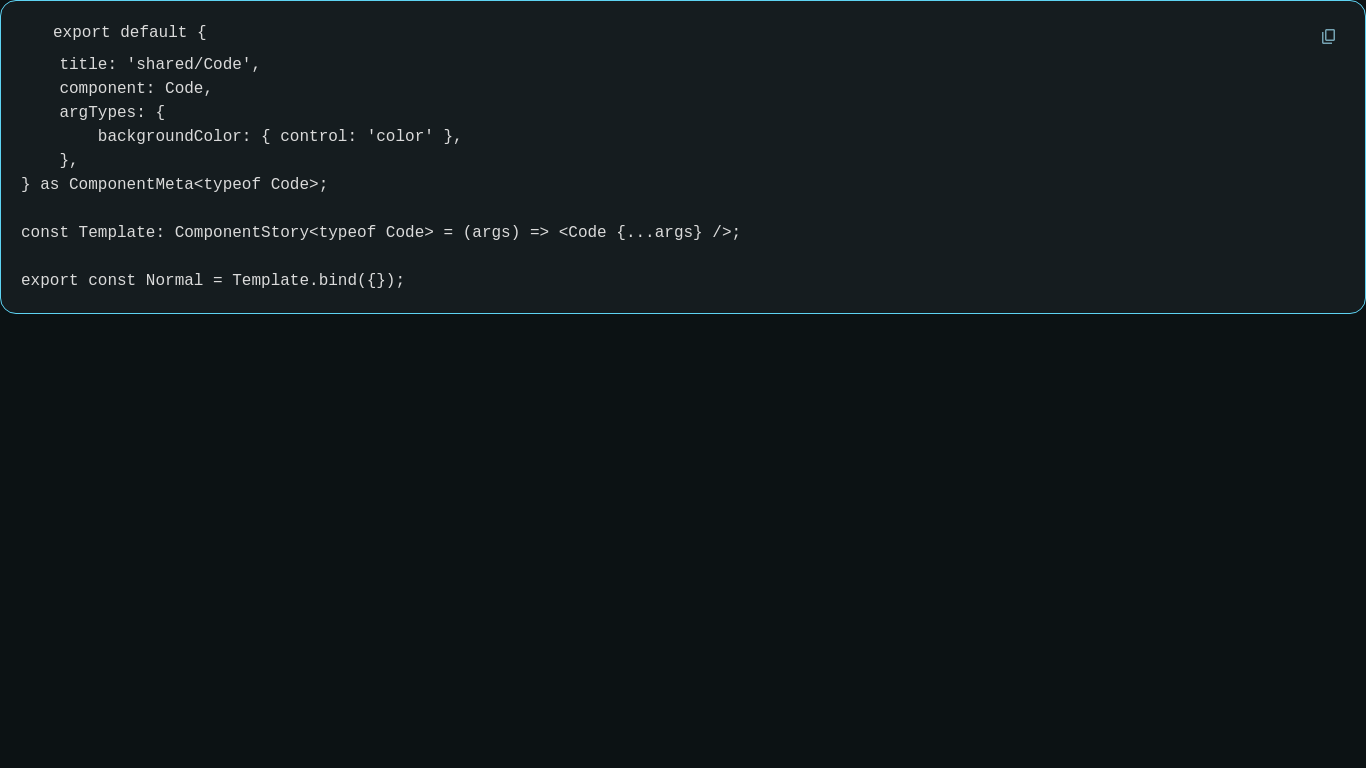 export default {
    title: 'shared/Code',
    component: Code,
    argTypes: {
        backgroundColor: { control: 'color' },
    },
} as ComponentMeta<typeof Code>;

const Template: ComponentStory<typeof Code> = (args) => <Code {...args} />;

export const Normal = Template.bind({});